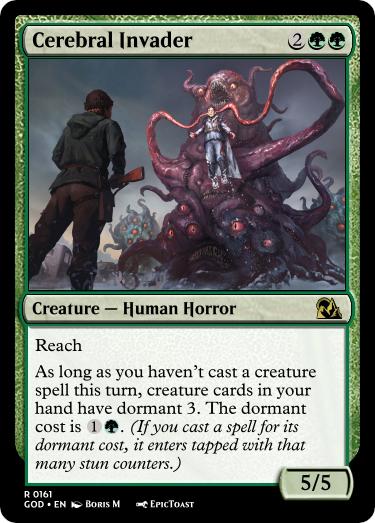 Cerebral Invader 2
Creature — Human Horror
Reach
As long as you haven't cast a creature
spell this turn, creature cards in your
hand have dormant 3. The dormant
cost is 1 . (If you cast a spell for its
dormant cost, it enters tapped with that
many stun counters.)
5/5
R 0161
GOD • EN Boris M EpicToast